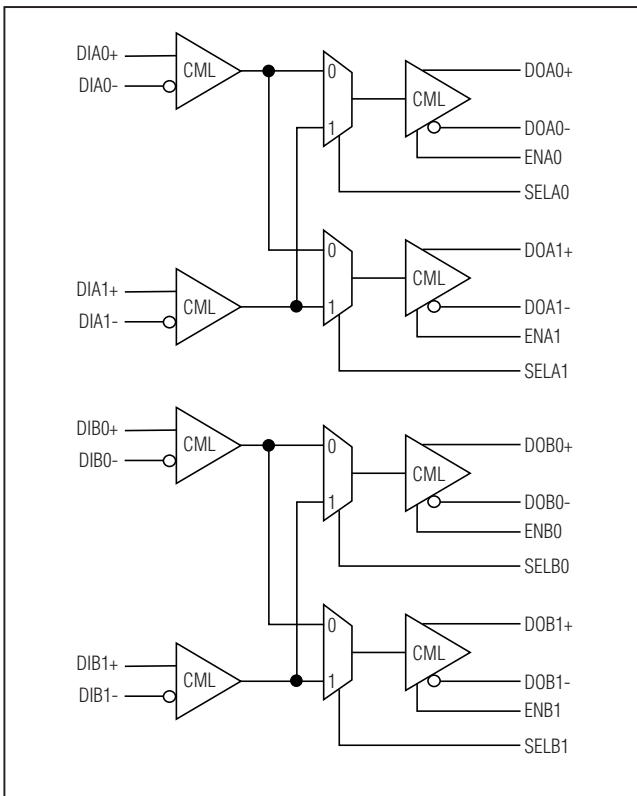 DIA0+
DIA0-
CML
0
1
CML
DOA0+
DOA0-
ENA0
SELA0
DIA1+
DIA1-
CML
0
1
CML
DOA1+
DOA1-
ENA1
SELA1
DIB0+
DIB0-
CML
0
1
CML
DOB0+
DOB0-
ENB0
SELB0
DIB1+
DIB1-
CML
0
1
CML
DOB1+
DOB1-
ENB1
SELB1